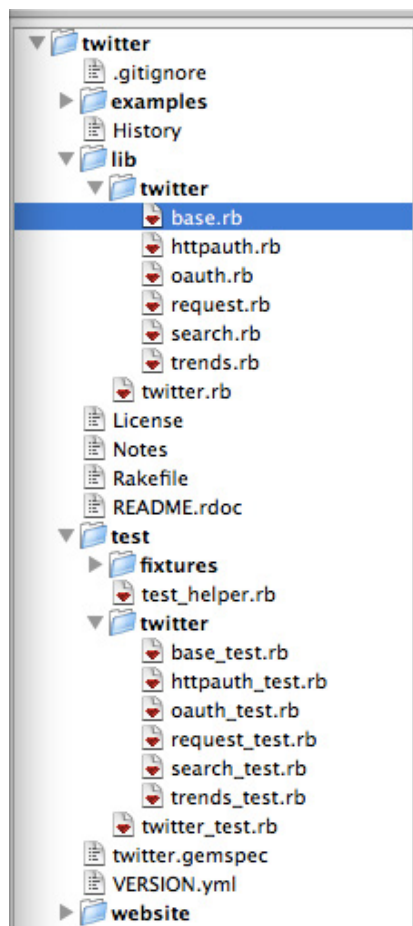 twitter
.gitignore
examples
History
lib
twitter
base.rb
httpauth.rb
oauth.rb
request.rb
search.rb
trends.rb
twitter.rb
License
Notes
Rakefile
README.rdoc
test
fixtures
test_helper.rb
twitter
base_test.rb
httpauth_test.rb
oauth_test.rb
request_test.rb
search_test.rb
trends_test.rb
twitter_test.rb
twitter.gemspec
VERSION.yml
website